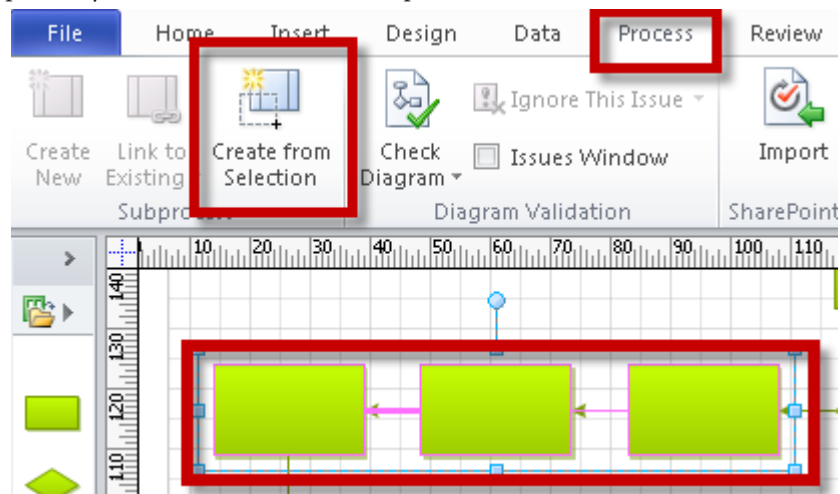 File Home Insert Design Data Process Review
Ignore This Issue
Create Link to Create from Check Import
New Existing Selection Diagram Issues Window
Diagram Validation SharePoint
10 20 30 40 50 60 70 80 90 100 110
140
130
120
110